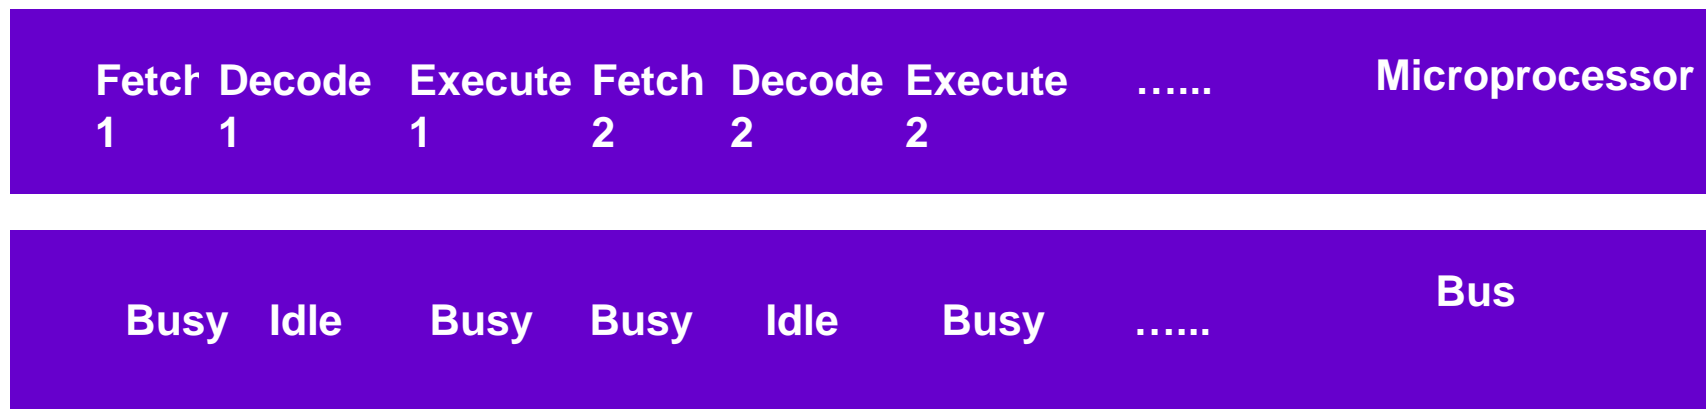 Fetch Decode Execute Fetch Decode Execute …... Microprocessor
1 1 1 2 2 2
Bus
Busy Idle Busy Busy Idle Busy …...